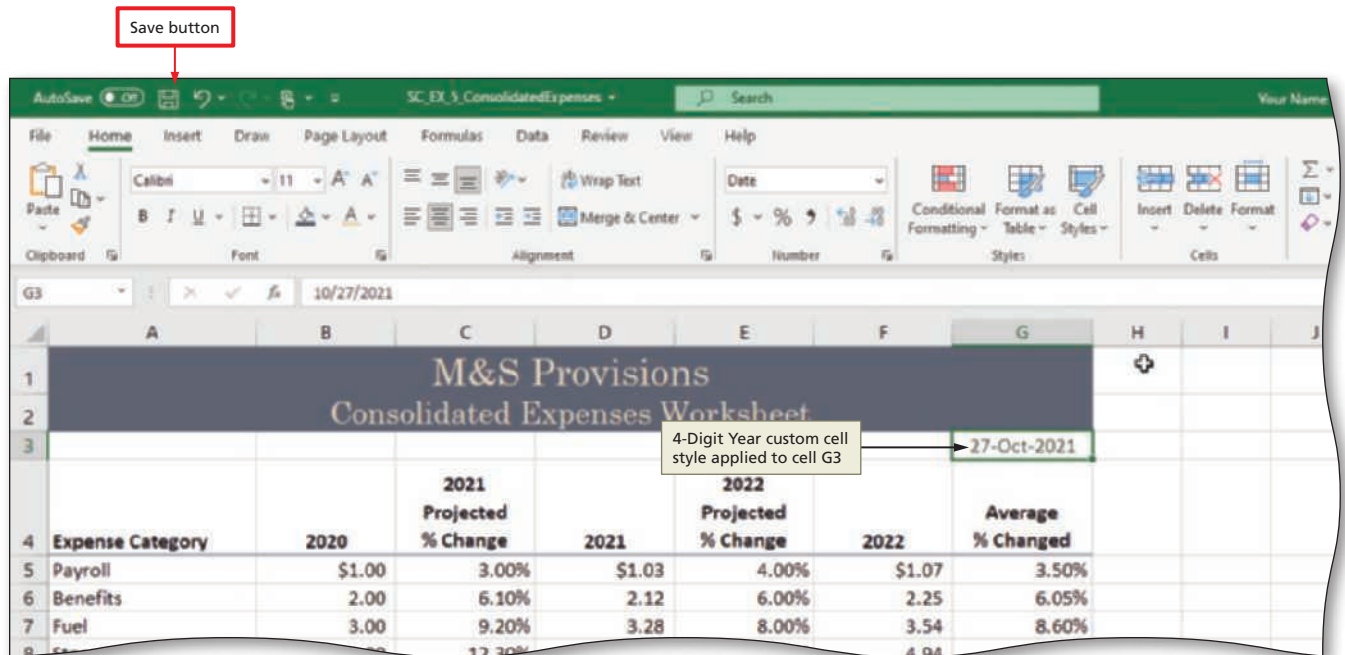 Save button
AutoSave Off SC_EX_5_ConsolidatedExpenses Search Your Name
File Home Insert Draw Page Layout Formulas Data Review View Help
Calibri 11 A A Wrap Text Date
Paste B I U A Merge & Center $ % 9 Conditional Formatting Format as Table Cell Styles Insert Delete Format
Clipboard Font Alignment Number Styles Cells
G3 fx 10/27/2021
A B C D E F G H I J
1 M&S Provisions
2 Consolidated Expenses Worksheet
4-Digit Year custom cell
style applied to cell G3
3 27-Oct-2021
2021 2022
Projected Projected Average
4 Expense Category 2020 % Change 2021 % Change 2022 % Changed
5 Payroll $1.00 3.00% $1.03 4.00% $1.07 3.50%
6 Benefits 2.00 6.10% 2.12 6.00% 2.25 6.05%
7 Fuel 3.00 9.20% 3.28 8.00% 3.54 8.60%
8 12.30% 4.94